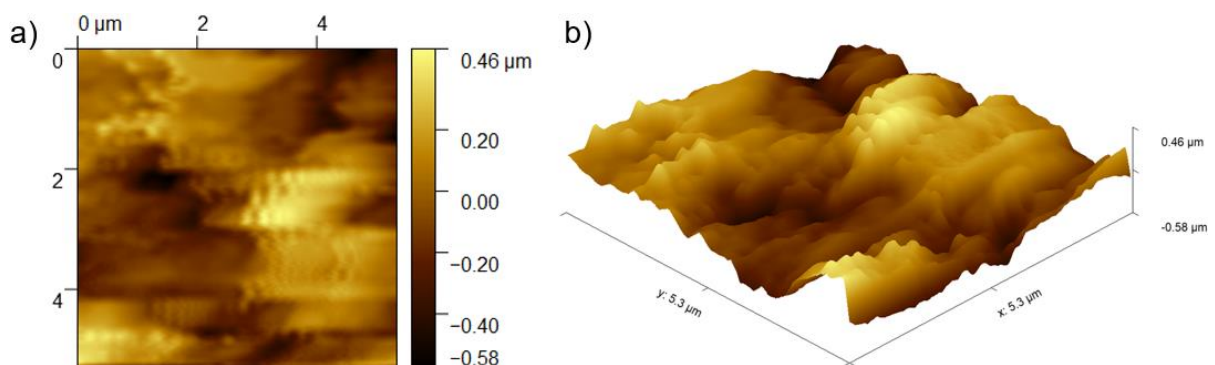 a)
0 µm 2 4
0
2
4
0.46 µm
0.20
0.00
−0.20
−0.40
−0.58
b)
0.46 µm
-0.58 µm
y: 5.3 µm
x: 5.3 µm